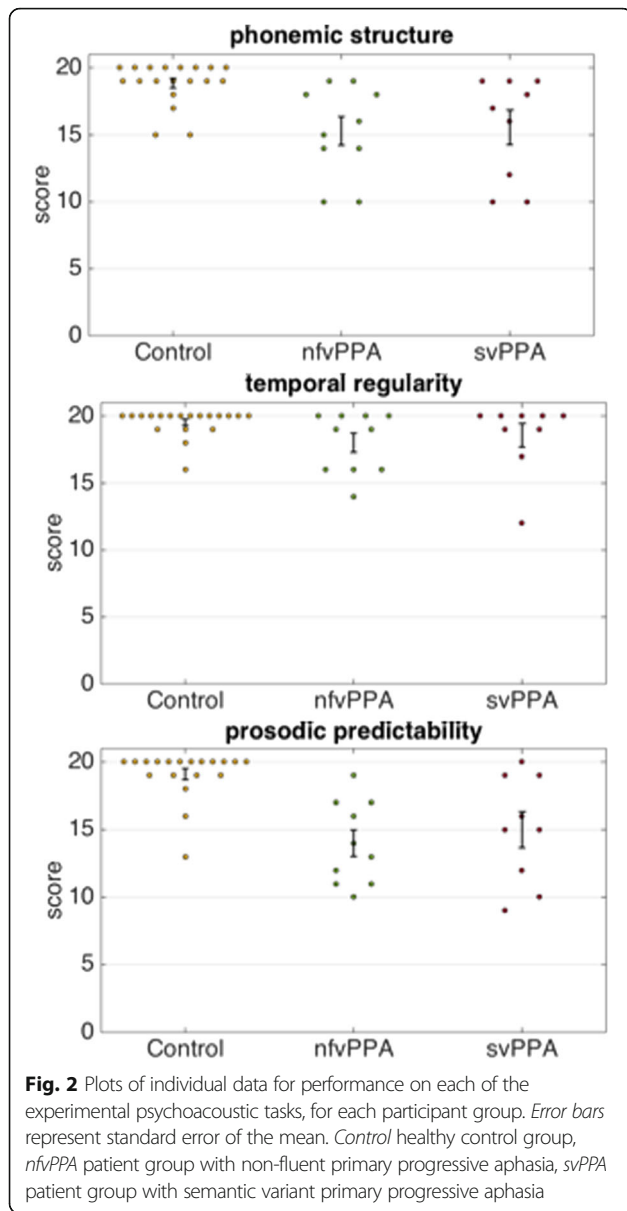 phonemic structure
20
15
10
5
0
score
Control nfvPPA svPPA
temporal regularity
20
15
10
5
0
score
Control nfvPPA svPPA
prosodic predictability
20
15
10
5
0
score
Control nfvPPA svPPA
Fig. 2 Plots of individual data for performance on each of the
experimental psychoacoustic tasks, for each participant group. Error bars
represent standard error of the mean. Control healthy control group,
nfvPPA patient group with non-fluent primary progressive aphasia, svPPA
patient group with semantic variant primary progressive aphasia